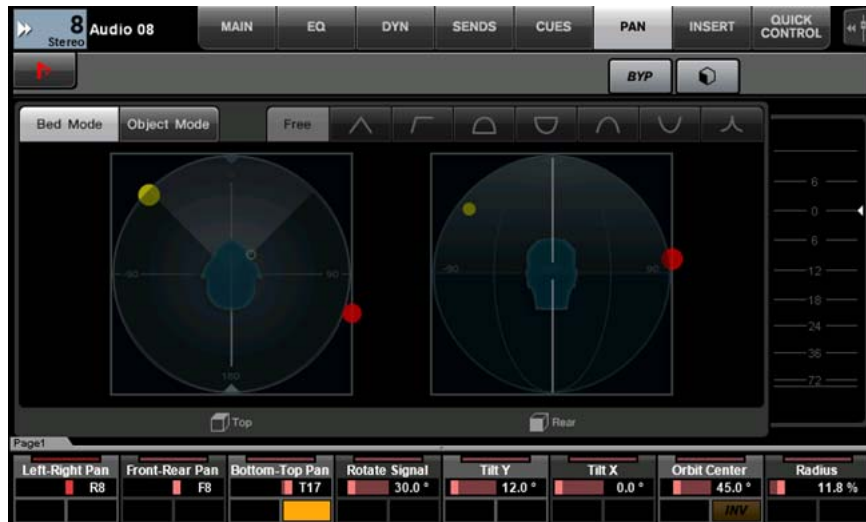 8 Stereo Audio 08 MAIN EQ DYN SENDS CUES PAN INSERT QUICK CONTROL
BYP
Bed Mode Object Mode Free
6
0
6
12
18
24
36
72
-90 90
180
-90 90
Top Rear
Page1
Left-Right Pan Front-Rear Pan Bottom-Top Pan Rotate Signal Tilt Y Tilt X Orbit Center Radius
R8 F8 T17 30.0 ° 12.0 ° 0.0 ° 45.0 ° 11.8 %
INV